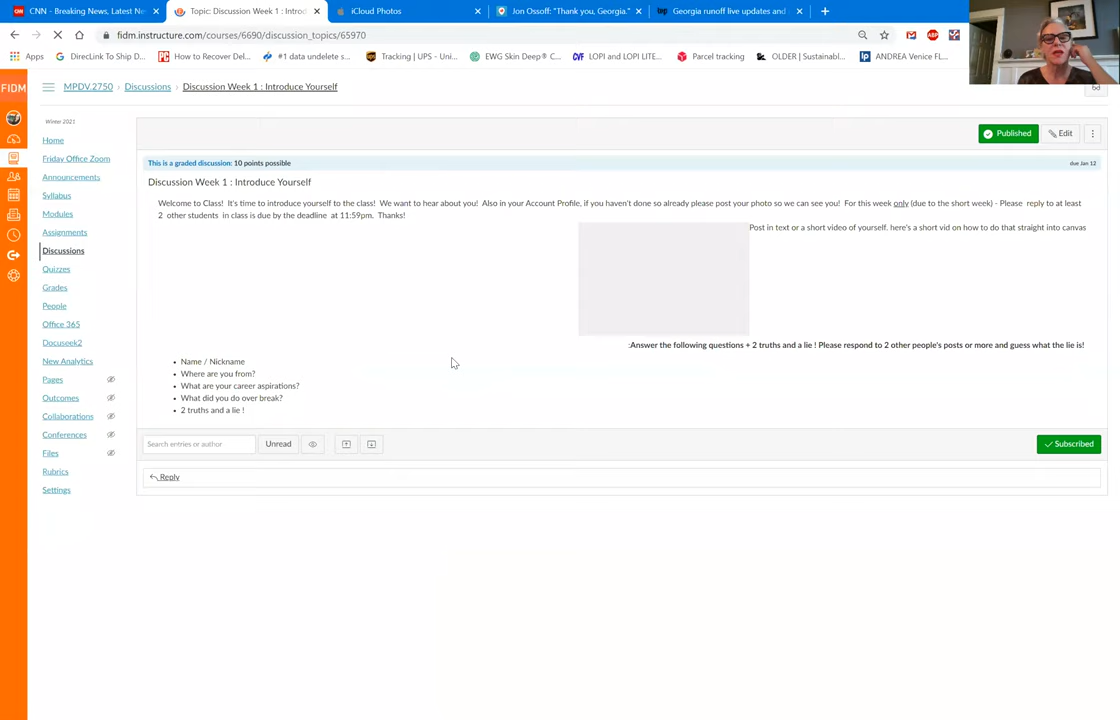 CNN - Breaking News, Latest Ne
Topic: Discussion Week 1 : Introd
iCloud Photos
Jon Ossoff: "Thank you, Georgia."
Georgia runoff live updates and
fidm.instructure.com/courses/6690/discussion_topics/65970
Apps
DirecLink To Ship D...
How to Recover Del...
#1 data undelete s...
Tracking | UPS - Uni...
EWG Skin Deep® C...
LOPI and LOPI LITE...
Parcel tracking
OLDER | Sustainabl...
ANDREA Venice FL...
ABP
FIDM
MPDV.2750 › Discussions › Discussion Week 1 : Introduce Yourself
Winter 2021
Home
Friday Office Zoom
Announcements
Syllabus
Modules
Assignments
Discussions
Quizzes
Grades
People
Office 365
Docuseek2
New Analytics
Pages
Outcomes
Collaborations
Conferences
Files
Rubrics
Settings
Published
Edit
This is a graded discussion: 10 points possible
due Jan 12
Discussion Week 1 : Introduce Yourself
Welcome to Class! It's time to introduce yourself to the class! We want to hear about you! Also in your Account Profile, if you haven't done so already please post your photo so we can see you! For this week only (due to the short week) - Please reply to at least
2 other students in class is due by the deadline at 11:59pm. Thanks!
Post in text or a short video of yourself. here's a short vid on how to do that straight into canvas
:Answer the following questions + 2 truths and a lie ! Please respond to 2 other people's posts or more and guess what the lie is!
• Name / Nickname
• Where are you from?
• What are your career aspirations?
• What did you do over break?
• 2 truths and a lie !
Search entries or author
Unread
Subscribed
Reply